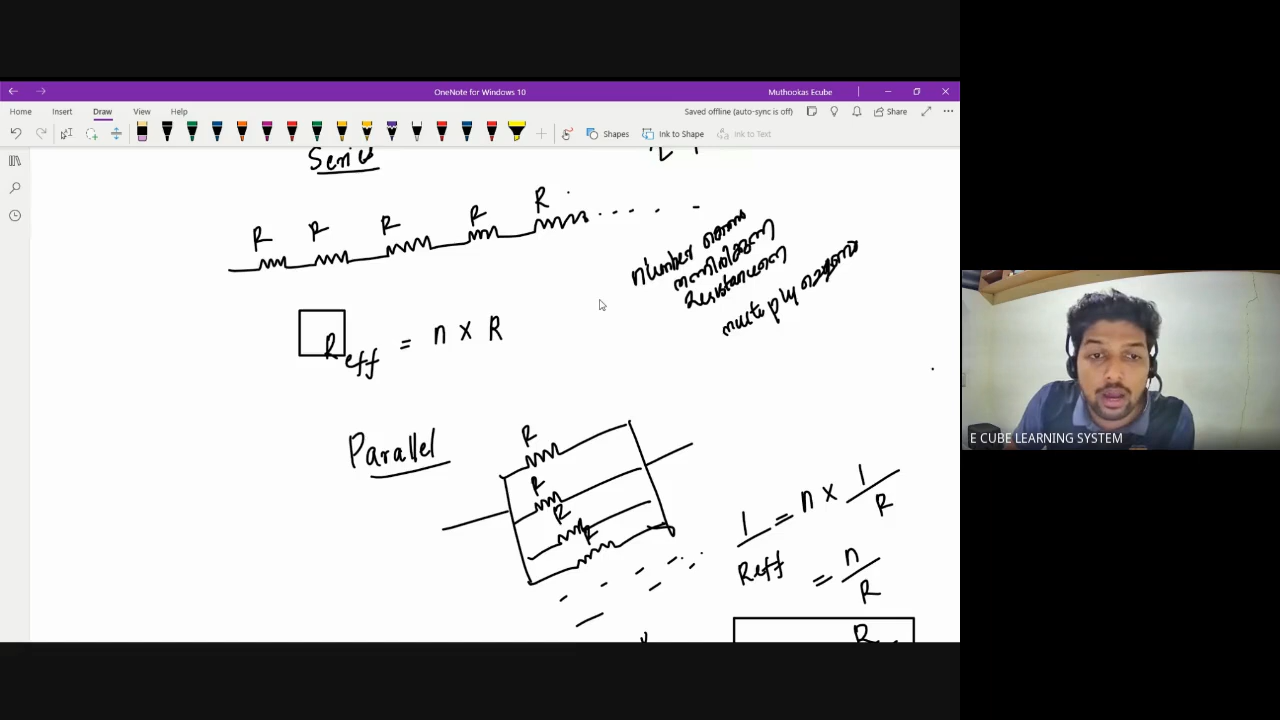 OneNote for Windows 10
Muthookas Ecube
Home Insert Draw View Help
Saved offline (auto-sync is off)
Share
Shapes
Ink to Shape
Ink to Text
Series
R R R R R
number
Resistance
R eff = n × R
Parallel
R
R
R
R
1/Reff = n × 1/R
= n/R
R
E CUBE LEARNING SYSTEM